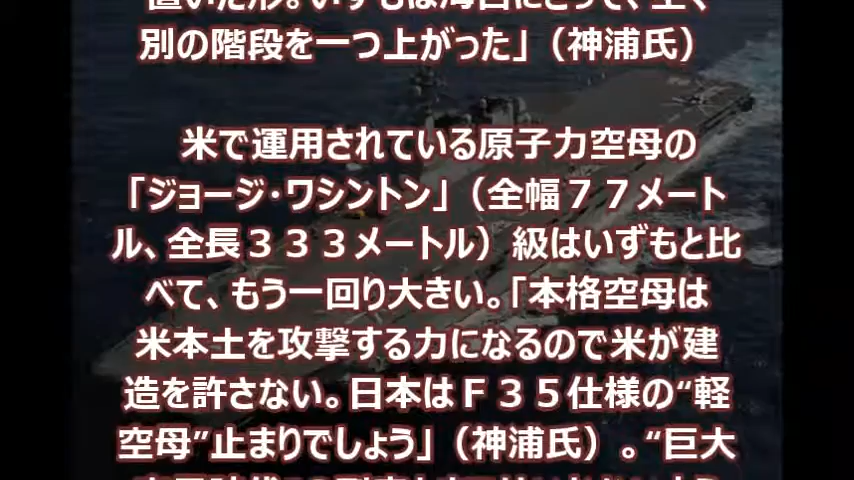 別の階段を一つ上がった」（神浦氏）
米で運用されている原子力空母の
「ジョージ・ワシントン」（全幅７７メート
ル、全長３３３メートル）級はいずもと比
べて、もう一回り大きい。「本格空母は
米本土を攻撃する力になるので米が建
造を許さない。日本はＦ３５仕様の“軽
空母”止まりでしょう」（神浦氏）。“巨大